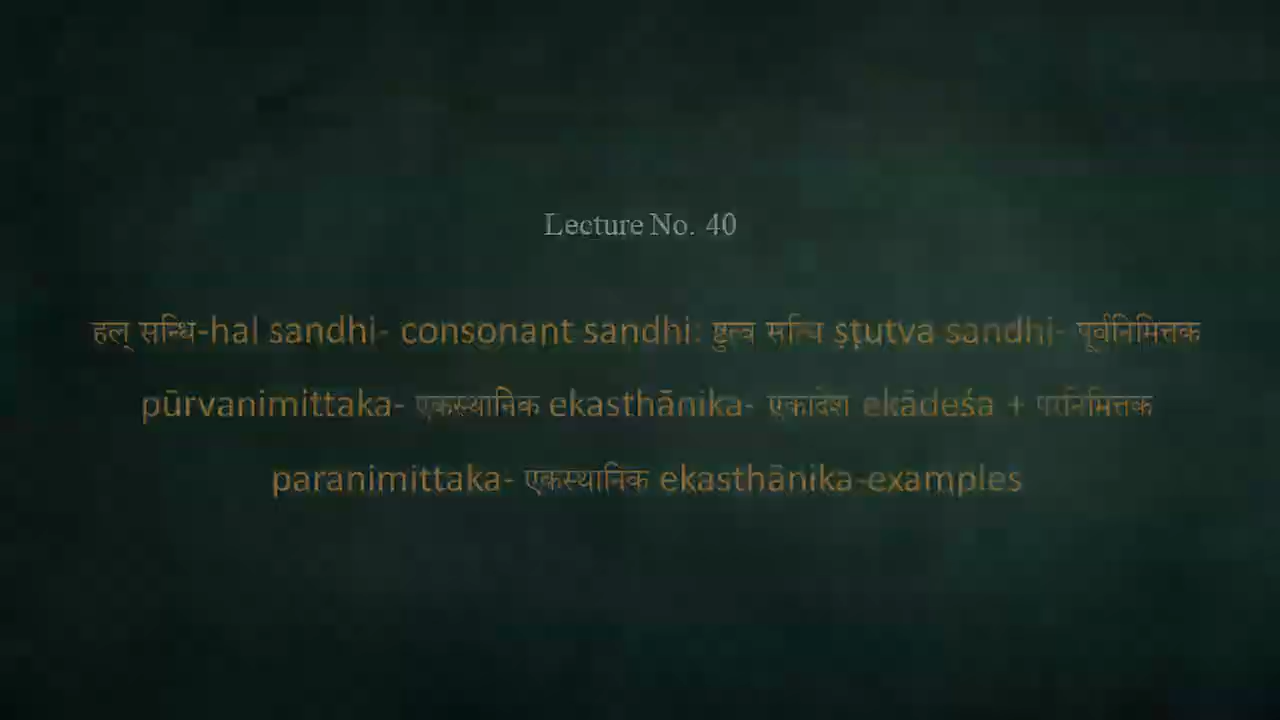 Lecture No. 40
हल् सन्धि-hal sandhi- consonant sandhi: ष्टुत्व सन्धि ṣṭutva sandhi- पूर्वनिमित्तक
pūrvanimittaka- एकस्थानिक ekasthānika- एकादेश ekādeśa + परनिमित्तक
paranimittaka- एकस्थानिक ekasthānika-examples